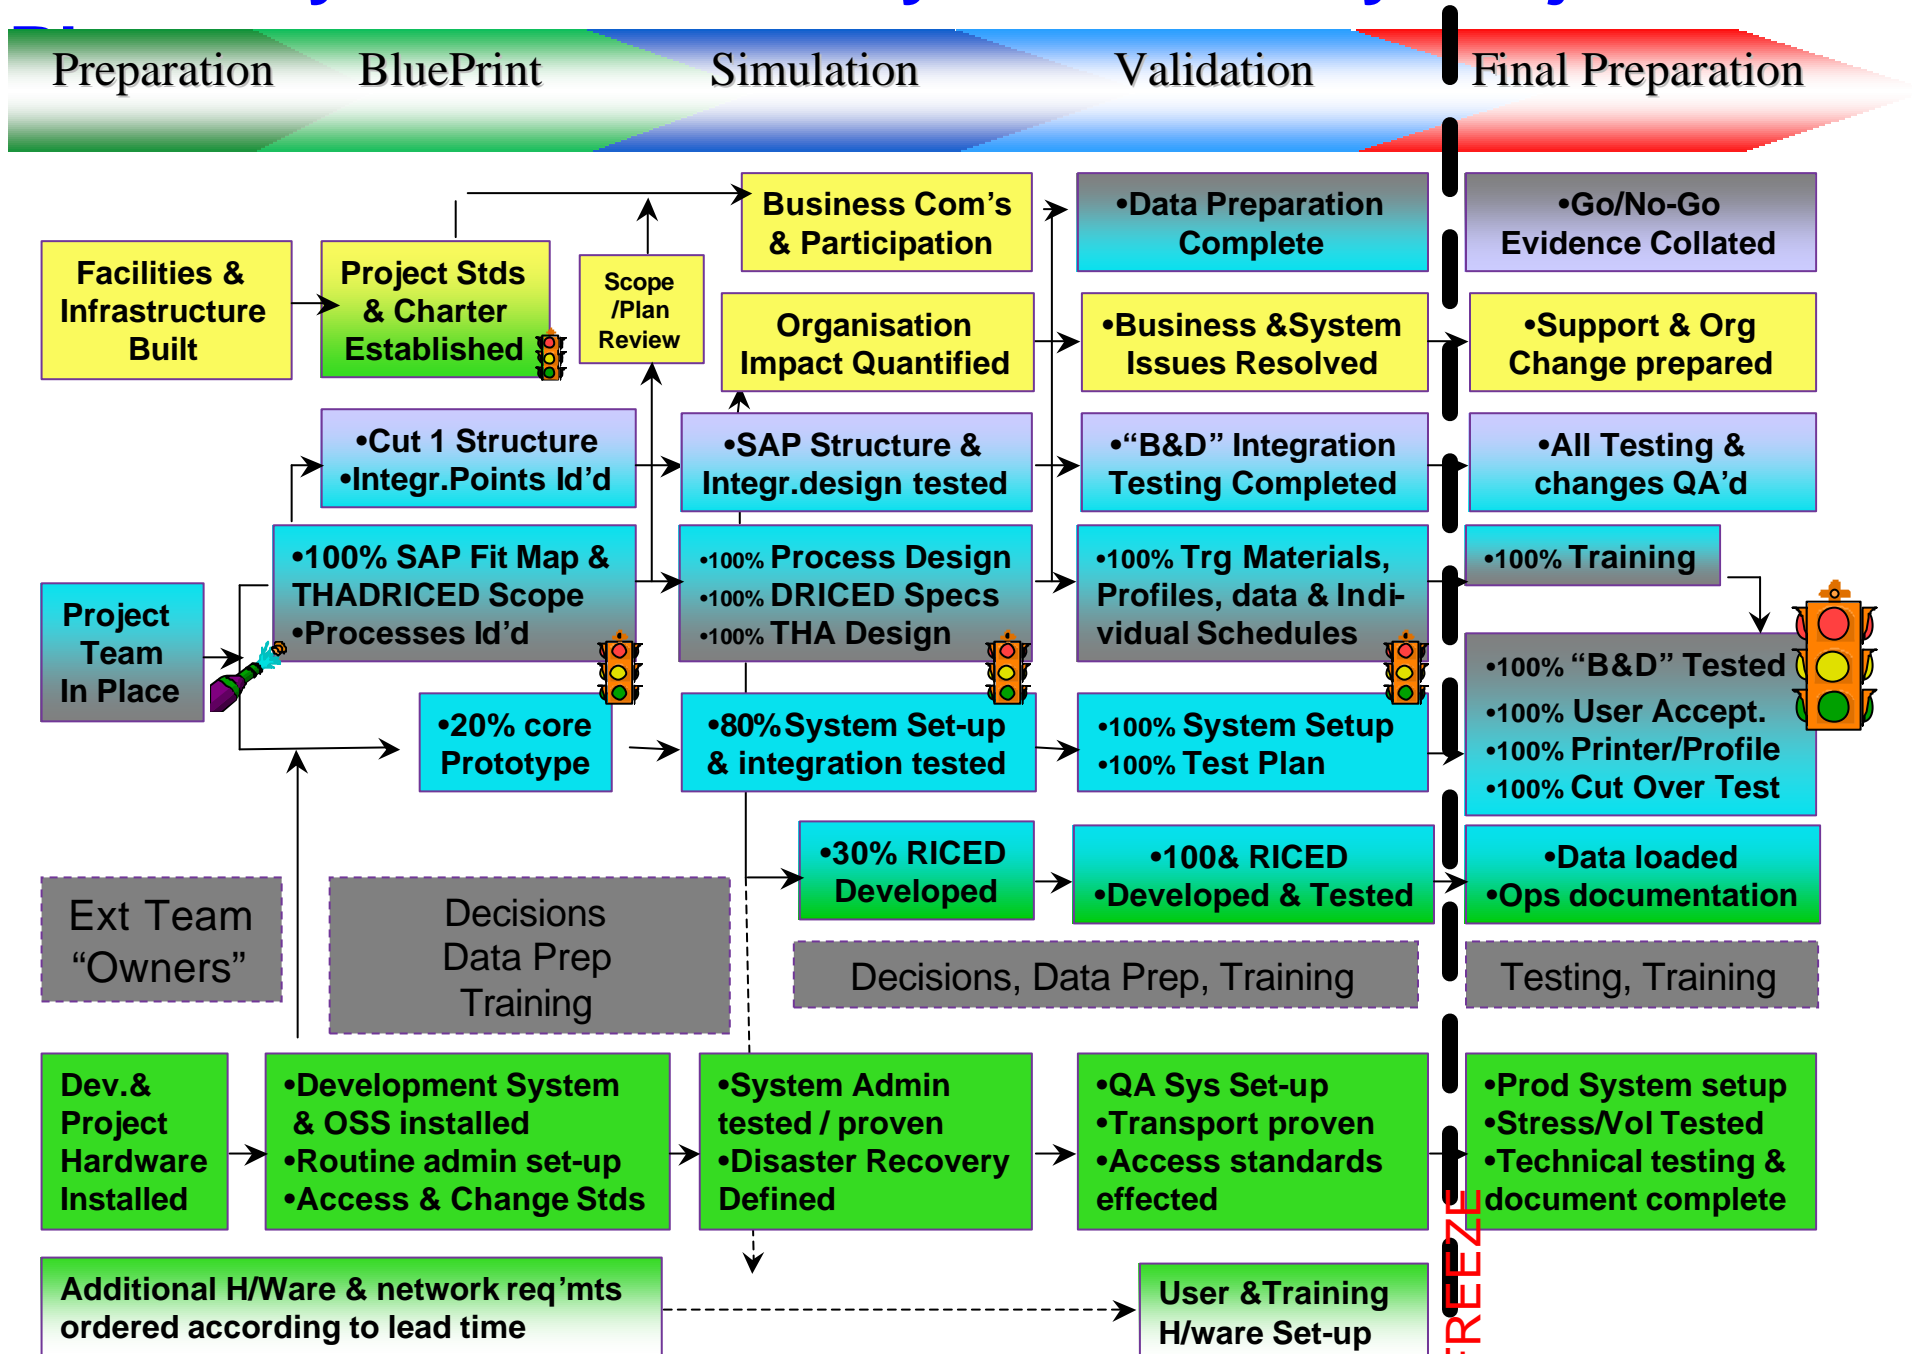 Preparation
BluePrint
Simulation
Validation
Final Preparation
Business Com's
& Participation
•Data Preparation
Complete
•Go/No-Go
Evidence Collated
Facilities &
Infrastructure
Built
Project Stds
& Charter
Established
Scope
/Plan
Review
Organisation
Impact Quantified
•Business &System
Issues Resolved
•Support & Org
Change prepared
•Cut 1 Structure
•Integr.Points Id'd
•SAP Structure &
Integr.design tested
•“B&D” Integration
Testing Completed
•All Testing &
changes QA’d
Project
Team
In Place
•100% SAP Fit Map &
THADRICED Scope
•Processes Id’d
•100% Process Design
•100% DRICED Specs
•100% THA Design
•100% Trg Materials,
Profiles, data & Indi-
vidual Schedules
•100% Training
•20% core
Prototype
•80%System Set-up
& integration tested
•100% System Setup
•100% Test Plan
•100% “B&D” Tested
•100% User Accept.
•100% Printer/Profile
•100% Cut Over Test
•30% RICED
Developed
•100& RICED
•Developed & Tested
•Data loaded
•Ops documentation
Ext Team
“Owners”
Decisions
Data Prep
Training
Decisions, Data Prep, Training
Testing, Training
Dev.&
Project
Hardware
Installed
•Development System
& OSS installed
•Routine admin set-up
•Access & Change Stds
•System Admin
tested / proven
•Disaster Recovery
Defined
•QA Sys Set-up
•Transport proven
•Access standards
effected
•Prod System setup
•Stress/Vol Tested
•Technical testing &
document complete
Additional H/Ware & network req’mts
ordered according to lead time
User &Training
H/ware Set-up
FREEZE